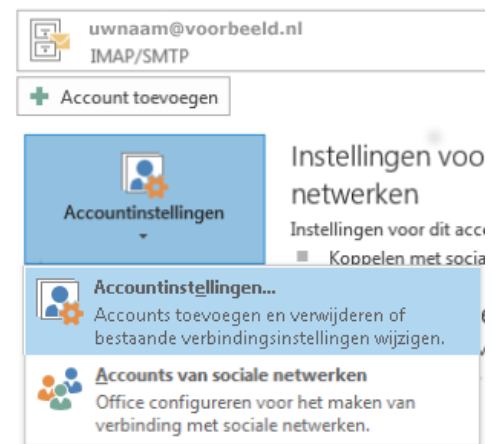 uwnaam@voorbeeld.nl
IMAP/SMTP
Account toevoegen
Accountinstellingen
Instellingen voo
netwerken
Instellingen voor dit acc
Koppelen met socia
Accountinstellingen...
Accounts toevoegen en verwijderen of
bestaande verbindingsinstellingen wijzigen.
Accounts van sociale netwerken
Office configureren voor het maken van
verbinding met sociale netwerken.